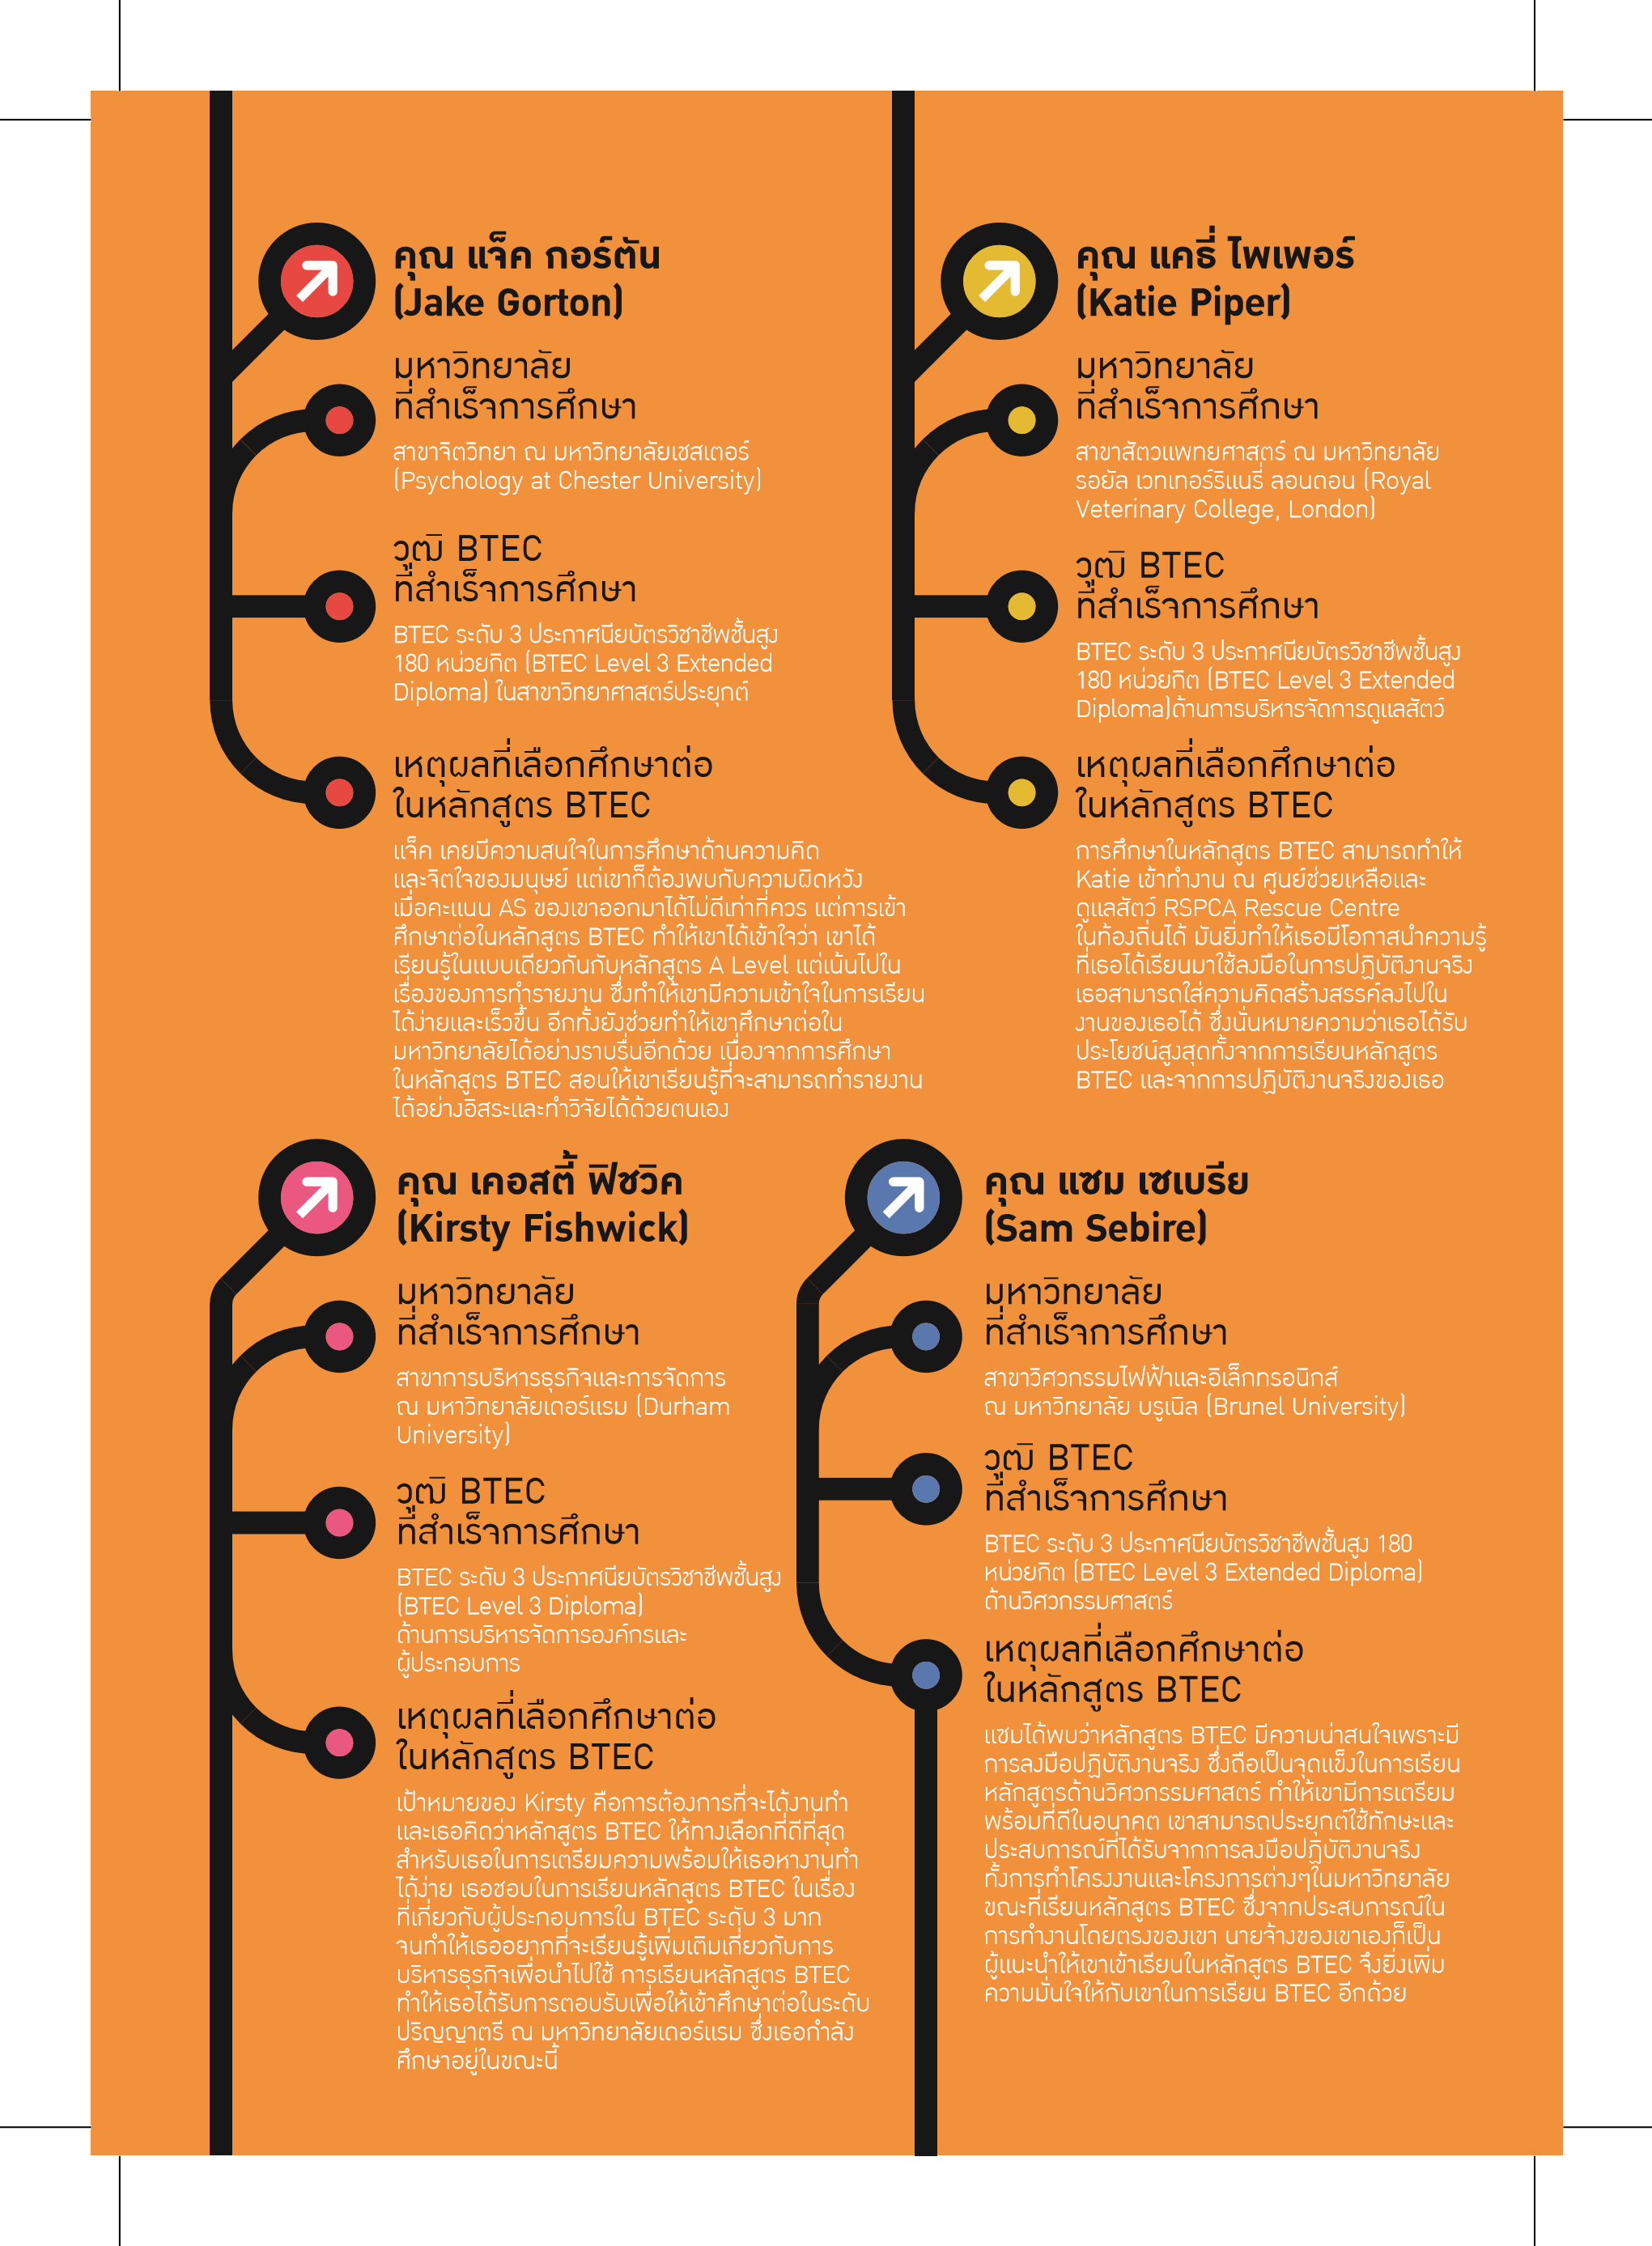 คุณ แจ็ค กอร์ตัน
(Jake Gorton)
มหาวิทยาลัย
ที่สำเร็จการศึกษา
สาขาจิตวิทยา ณ มหาวิทยาลัยเชสเตอร์
(Psychology at Chester University)
วุฒิ BTEC
ที่สำเร็จการศึกษา
BTEC ระดับ 3 ประกาศนียบัตรวิชาชีพชั้นสูง
180 หน่วยกิต (BTEC Level 3 Extended
Diploma) ในสาขาวิทยาศาสตร์ประยุกต์
เหตุผลที่เลือกศึกษาต่อ
ในหลักสูตร BTEC
แจ็ค เคยมีความสนใจในการศึกษาด้านความคิด
และจิตใจของมนุษย์ แต่เขาก็ต้องพบกับความผิดหวัง
เมื่อคะแนน AS ของเขาออกมาได้ไม่ดีเท่าที่ควร แต่การเข้า
ศึกษาต่อในหลักสูตร BTEC ทำให้เขาได้เข้าใจว่า เขาได้
เรียนรู้ในแบบเดียวกันกับหลักสูตร A Level แต่เน้นไปใน
เรื่องของการทำรายงาน ซึ่งทำให้เขามีความเข้าใจในการเรียน
ได้ง่ายและเร็วขึ้น อีกทั้งยังช่วยทำให้เขาศึกษาต่อใน
มหาวิทยาลัยได้อย่างราบรื่นอีกด้วย เนื่องจากการศึกษา
ในหลักสูตร BTEC สอนให้เขาเรียนรู้ที่จะสามารถทำรายงาน
ได้อย่างอิสระและทำวิจัยได้ด้วยตนเอง
คุณ แคธี่ ไพเพอร์
(Katie Piper)
มหาวิทยาลัย
ที่สำเร็จการศึกษา
สาขาสัตวแพทยศาสตร์ ณ มหาวิทยาลัย
รอยัล เวทเทอร์ริแนรี่ ลอนดอน (Royal
Veterinary College, London)
วุฒิ BTEC
ที่สำเร็จการศึกษา
BTEC ระดับ 3 ประกาศนียบัตรวิชาชีพชั้นสูง
180 หน่วยกิต (BTEC Level 3 Extended
Diploma)ด้านการบริหารจัดการดูแลสัตว์
เหตุผลที่เลือกศึกษาต่อ
ในหลักสูตร BTEC
การศึกษาในหลักสูตร BTEC สามารถทำให้
Katie เข้าทำงาน ณ ศูนย์ช่วยเหลือและ
ดูแลสัตว์ RSPCA Rescue Centre
ในท้องถิ่นได้ มันยิ่งทำให้เธอมีโอกาสนำความรู้
ที่เธอได้เรียนมาใช้ลงมือในการปฏิบัติงานจริง
เธอสามารถใส่ความคิดสร้างสรรค์ลงไปใน
งานของเธอได้ ซึ่งนั่นหมายความว่าเธอได้รับ
ประโยชน์สูงสุดทั้งจากการเรียนหลักสูตร
BTEC และจากการปฏิบัติงานจริงของเธอ
คุณ เคอสตี้ ฟิชวิค
(Kirsty Fishwick)
มหาวิทยาลัย
ที่สำเร็จการศึกษา
สาขาการบริหารธุรกิจและการจัดการ
ณ มหาวิทยาลัยเดอร์แรม (Durham
University)
วุฒิ BTEC
ที่สำเร็จการศึกษา
BTEC ระดับ 3 ประกาศนียบัตรวิชาชีพชั้นสูง
(BTEC Level 3 Diploma)
ด้านการบริหารจัดการองค์กรและ
ผู้ประกอบการ
เหตุผลที่เลือกศึกษาต่อ
ในหลักสูตร BTEC
เป้าหมายของ Kirsty คือการต้องการที่จะได้งานทำ
และเธอคิดว่าหลักสูตร BTEC ให้ทางเลือกที่ดีที่สุด
สำหรับเธอในการเตรียมความพร้อมให้เธอหางานทำ
ได้ง่าย เธอชอบในการเรียนหลักสูตร BTEC ในเรื่อง
ที่เกี่ยวกับผู้ประกอบการใน BTEC ระดับ 3 มาก
จนทำให้เธออยากที่จะเรียนรู้เพิ่มเติมเกี่ยวกับการ
บริหารธุรกิจเพื่อนำไปใช้ การเรียนหลักสูตร BTEC
ทำให้เธอได้รับการตอบรับเพื่อให้เข้าศึกษาต่อในระดับ
ปริญญาตรี ณ มหาวิทยาลัยเดอร์แรม ซึ่งเธอกำลัง
ศึกษาอยู่ในขณะนี้
คุณ แซม เซเบรีย
(Sam Sebire)
มหาวิทยาลัย
ที่สำเร็จการศึกษา
สาขาวิศวกรรมไฟฟ้าและอิเล็กทรอนิกส์
ณ มหาวิทยาลัย บรูเนิล (Brunel University)
วุฒิ BTEC
ที่สำเร็จการศึกษา
BTEC ระดับ 3 ประกาศนียบัตรวิชาชีพชั้นสูง 180
หน่วยกิต (BTEC Level 3 Extended Diploma)
ด้านวิศวกรรมศาสตร์
เหตุผลที่เลือกศึกษาต่อ
ในหลักสูตร BTEC
แซมได้พบว่าหลักสูตร BTEC มีความน่าสนใจเพราะมี
การลงมือปฏิบัติงานจริง ซึ่งถือเป็นจุดแข็งในการเรียน
หลักสูตรด้านวิศวกรรมศาสตร์ ทำให้เขามีการเตรียม
พร้อมที่ดีในอนาคต เขาสามารถประยุกต์ใช้ทักษะและ
ประสบการณ์ที่ได้รับจากการลงมือปฏิบัติงานจริง
ทั้งการทำโครงงานและโครงการต่างๆในมหาวิทยาลัย
ขณะที่เรียนหลักสูตร BTEC ซึ่งจากประสบการณ์ใน
การทำงานโดยตรงของเขา นายจ้างของเขาเองก็เป็น
ผู้แนะนำให้เขาเข้าเรียนในหลักสูตร BTEC จึงยิ่งเพิ่ม
ความมั่นใจให้กับเขาในการเรียน BTEC อีกด้วย